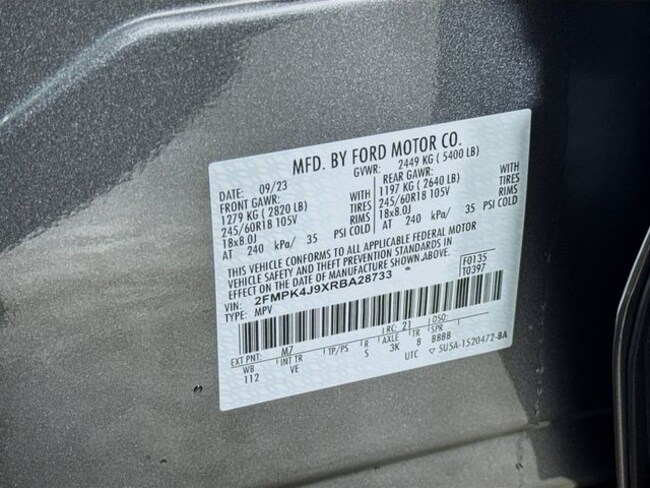 MFD. BY FORD MOTOR CO.
DATE: 09/23 GVWR: 2449 KG ( 5400 LB)
FRONT GAWR: REAR GAWR:
1279 KG ( 2820 LB) WITH 1197 KG ( 2640 LB) WITH
245/60R18 105V TIRES 245/60R18 105V TIRES
18x8.0J RIMS 18x8.0J RIMS
AT 240 kPa/ 35 PSI COLD AT 240 kPa/ 35 PSI COLD
THIS VEHICLE CONFORMS TO ALL APPLICABLE FEDERAL MOTOR
VEHICLE SAFETY AND THEFT PREVENTION STANDARDS IN
EFFECT ON THE DATE OF MANUFACTURE SHOWN ABOVE.
VIN: 2FMPK4J9XRBA28733 * F0135
TYPE: MPV T0397
RC: 21 DSO:
EXT PNT: M7
WB INT TR TP/PS R AXLE TR SPR
112 VE S 3K 8 BBBB
UTC ▽ SU5A-1520472-BA